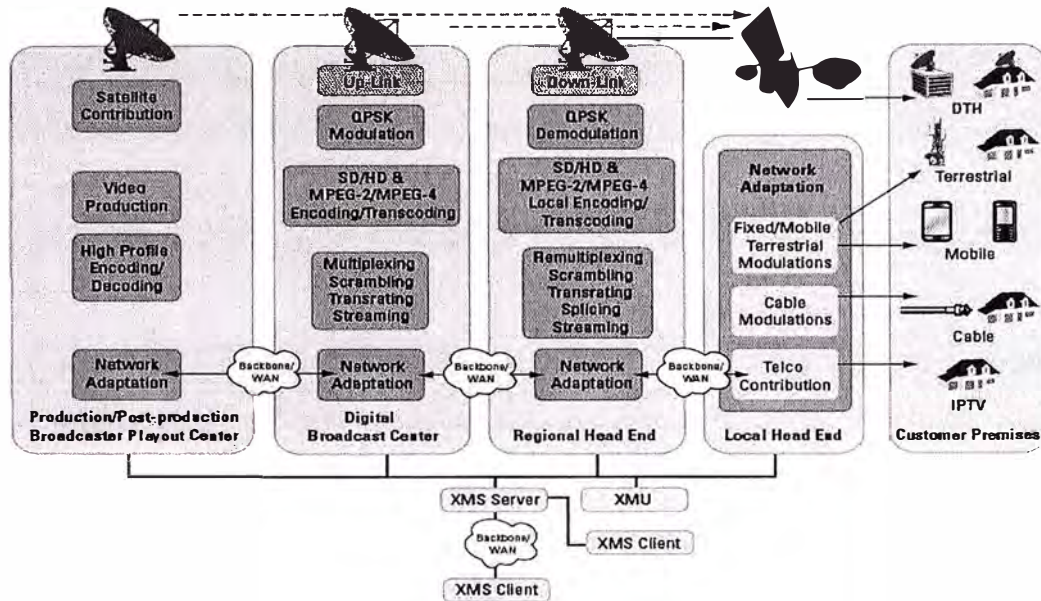 Satellite
Contribution
Video
Production
High Profile
Encoding/
Decoding
Network
Adaptation
Production/Post-production
Broadcaster Playout Center
Backbone/
WAN
Up-Link
QPSK
Modulation
SD/HD &
MPEG-2/MPEG-4
Encoding/Transcoding
Multiplexing
Scrambling
Transrating
Streaming
Network
Adaptation
Digital
Broadcast Center
Backbone/
WAN
Down-Link
QPSK
Demodulation
SD/HD &
MPEG-2/MPEG-4
Local Encoding/
Transcoding
Remultiplexing
Scrambling
Transrating
Splicing
Streaming
Network
Adaptation
Regional Head End
Backbone/
WAN
Network
Adaptation
Fixed/Mobile
Terrestrial
Modulations
Cable
Modulations
Telco
Contribution
Local Head End
DTH
Terrestrial
Mobile
Cable
IPTV
Customer Premises
XMS Server
XMU
Backbone/
WAN
XMS Client
XMS Client